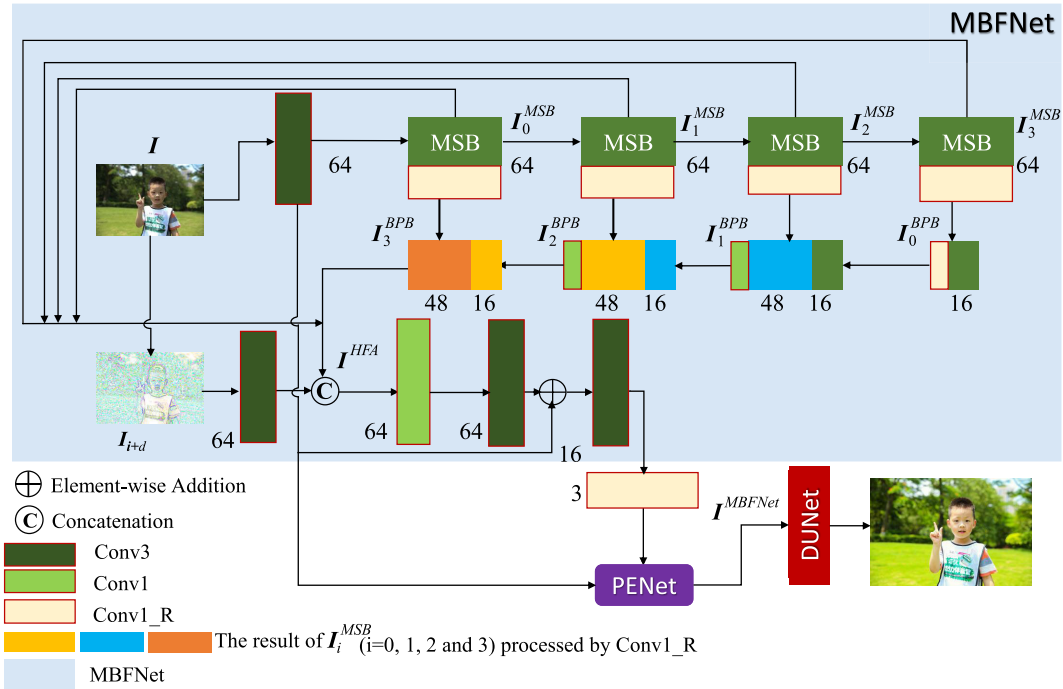 MBFNet
I
64
MSB
I_0^{MSB}
64
MSB
I_1^{MSB}
64
MSB
I_2^{MSB}
64
MSB
I_3^{MSB}
64
I_3^{BPB}
48
16
I_2^{BPB}
48
16
I_1^{BPB}
48
16
I_0^{BPB}
16
I_{i+d}
64
C
I^{HFA}
64
64
16
3
PENet
I^{MBFNet}
DUNet
Element-wise Addition
C Concatenation
Conv3
Conv1
Conv1_R
The result of I_i^{MSB} (i=0, 1, 2 and 3) processed by Conv1_R
MBFNet